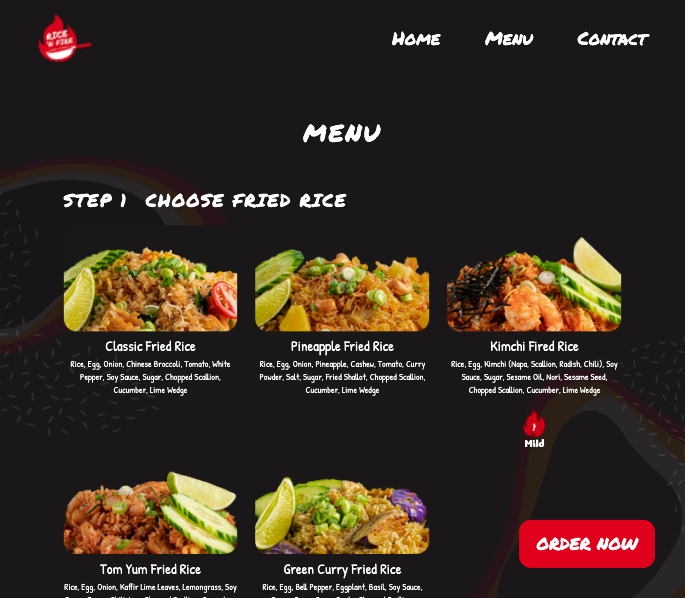 RICE
'N FIRE
Home Menu Contact
MENU
STEP 1 CHOOSE FRIED RICE
Classic Fried Rice
Rice, Egg, Onion, Chinese Broccoli, Tomato, White
Pepper, Soy Sauce, Sugar, Chopped Scallion,
Cucumber, Lime Wedge
Pineapple Fried Rice
Rice, Egg, Onion, Pineapple, Cashew, Tomato, Curry
Powder, Salt, Sugar, Fried Shallot, Chopped Scallion,
Cucumber, Lime Wedge
Kimchi Fired Rice
Rice, Egg, Kimchi (Napa, Scallion, Radish, Chili), Soy
Sauce, Sugar, Sesame Oil, Nori, Sesame Seed,
Chopped Scallion, Cucumber, Lime Wedge
1
Mild
Tom Yum Fried Rice
Rice, Egg, Onion, Kaffir Lime Leaves, Lemongrass, Soy
Green Curry Fried Rice
Rice, Egg, Bell Pepper, Eggplant, Basil, Soy Sauce,
ORDER NOW